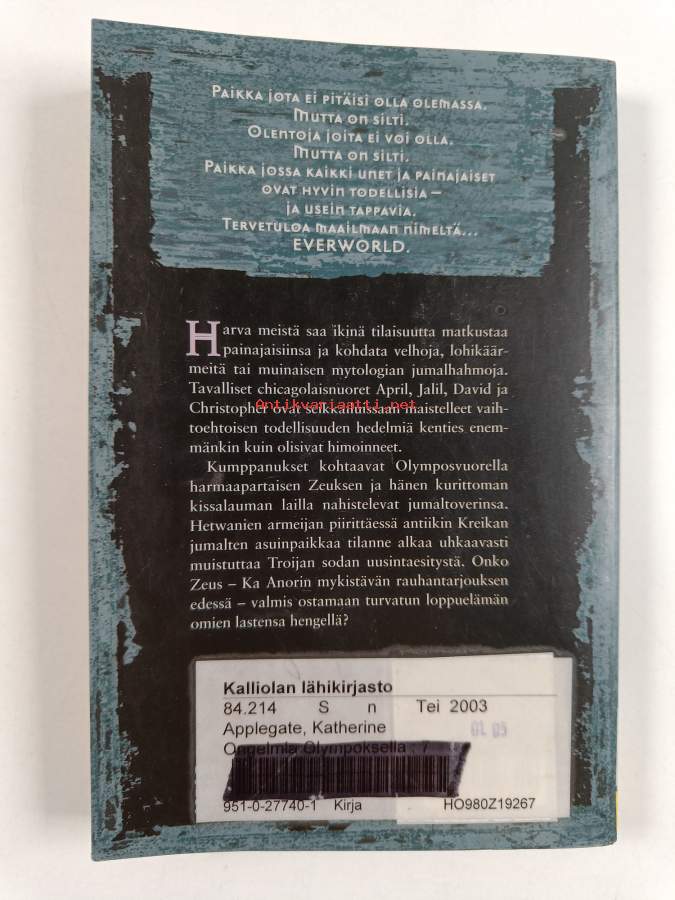 PAIKKA JOTA EI PITÄISI OLLA OLEMASSA.
MUTTA ON SILTI.
OLENTOJA JOITA EI VOI OLLA.
MUTTA ON SILTI.
PAIKKA JOSSA KAIKKI UNET JA PAINAJAISET
OVAT HYVIN TODELLISIA –
JA USEIN TAPPAVIA.
TERVETULOA MAAILMAAN NIMELTÄ...
EVERWORLD.
Harva meistä saa ikinä tilaisuutta matkustaa
painajaisiinsa ja kohdata velhoja, lohikäär-
meitä tai muinaisen mytologian jumalhahmoja.
Tavalliset chicagolaisnuoret April, Jalil, David ja
Antikvariaatti.net
Christopher ovat seikkailuissaan maistelleet vaih-
toehtoisen todellisuuden hedelmiä kenties enem-
mänkin kuin olisivat himoinneet.
Kumppanukset kohtaavat Olymposvuorella
harmaapartaisen Zeuksen ja hänen kurittoman
kissalauman lailla nahistelevat jumaltoverinsa.
Hetwanien armeijan piirittäessä antiikin Kreikan
jumalten asuinpaikkaa tilanne alkaa uhkaavasti
muistuttaa Troijan sodan uusintaesitystä. Onko
Zeus – Ka Anorin mykistävän rauhantarjouksen
edessä – valmis ostamaan turvatun loppuelämän
omien lastensa hengellä?
Kalliolan lähikirjasto
84.214 S n Tei 2003
Applegate, Katherine
Ongelmia Olympoksella : 7
951-0-27740-1 Kirja HO980Z19267